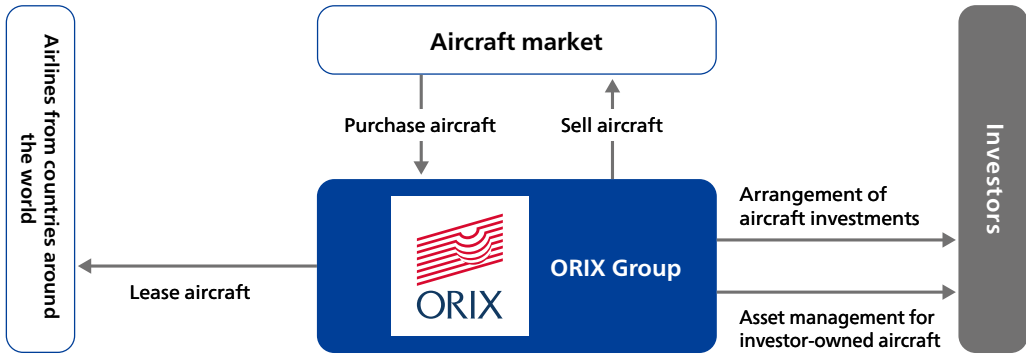 Airlines from countries around
the world
Aircraft market
Purchase aircraft
Sell aircraft
ORIX
ORIX Group
Lease aircraft
Arrangement of
aircraft investments
Asset management for
investor-owned aircraft
Investors